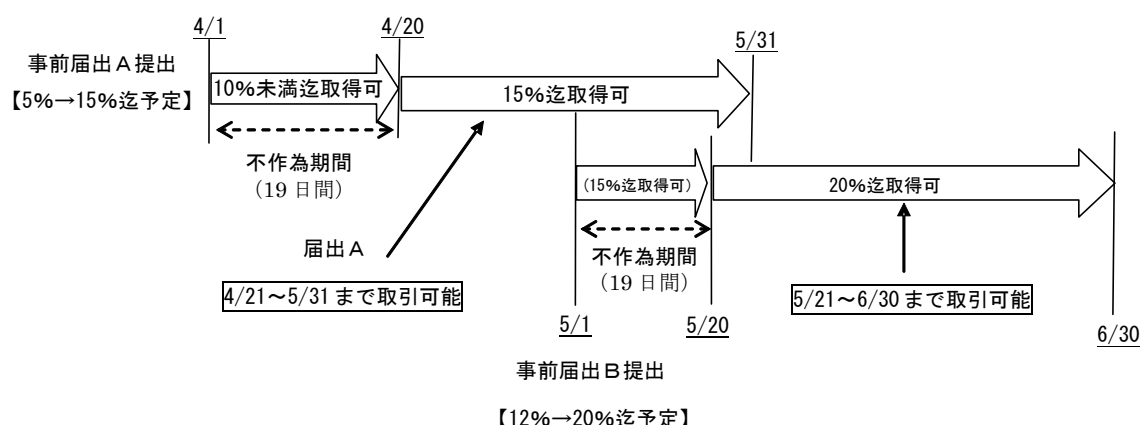 4/1
4/20
5/31
事前届出A提出
【5%→15%迄予定】
10%未満迄取得可
15%迄取得可
不作為期間
（19日間）
(15%迄取得可)
20%迄取得可
届出A
4/21～5/31まで取引可能
不作為期間
（19日間）
5/21～6/30まで取引可能
5/1
5/20
6/30
事前届出B提出
【12%→20%迄予定】